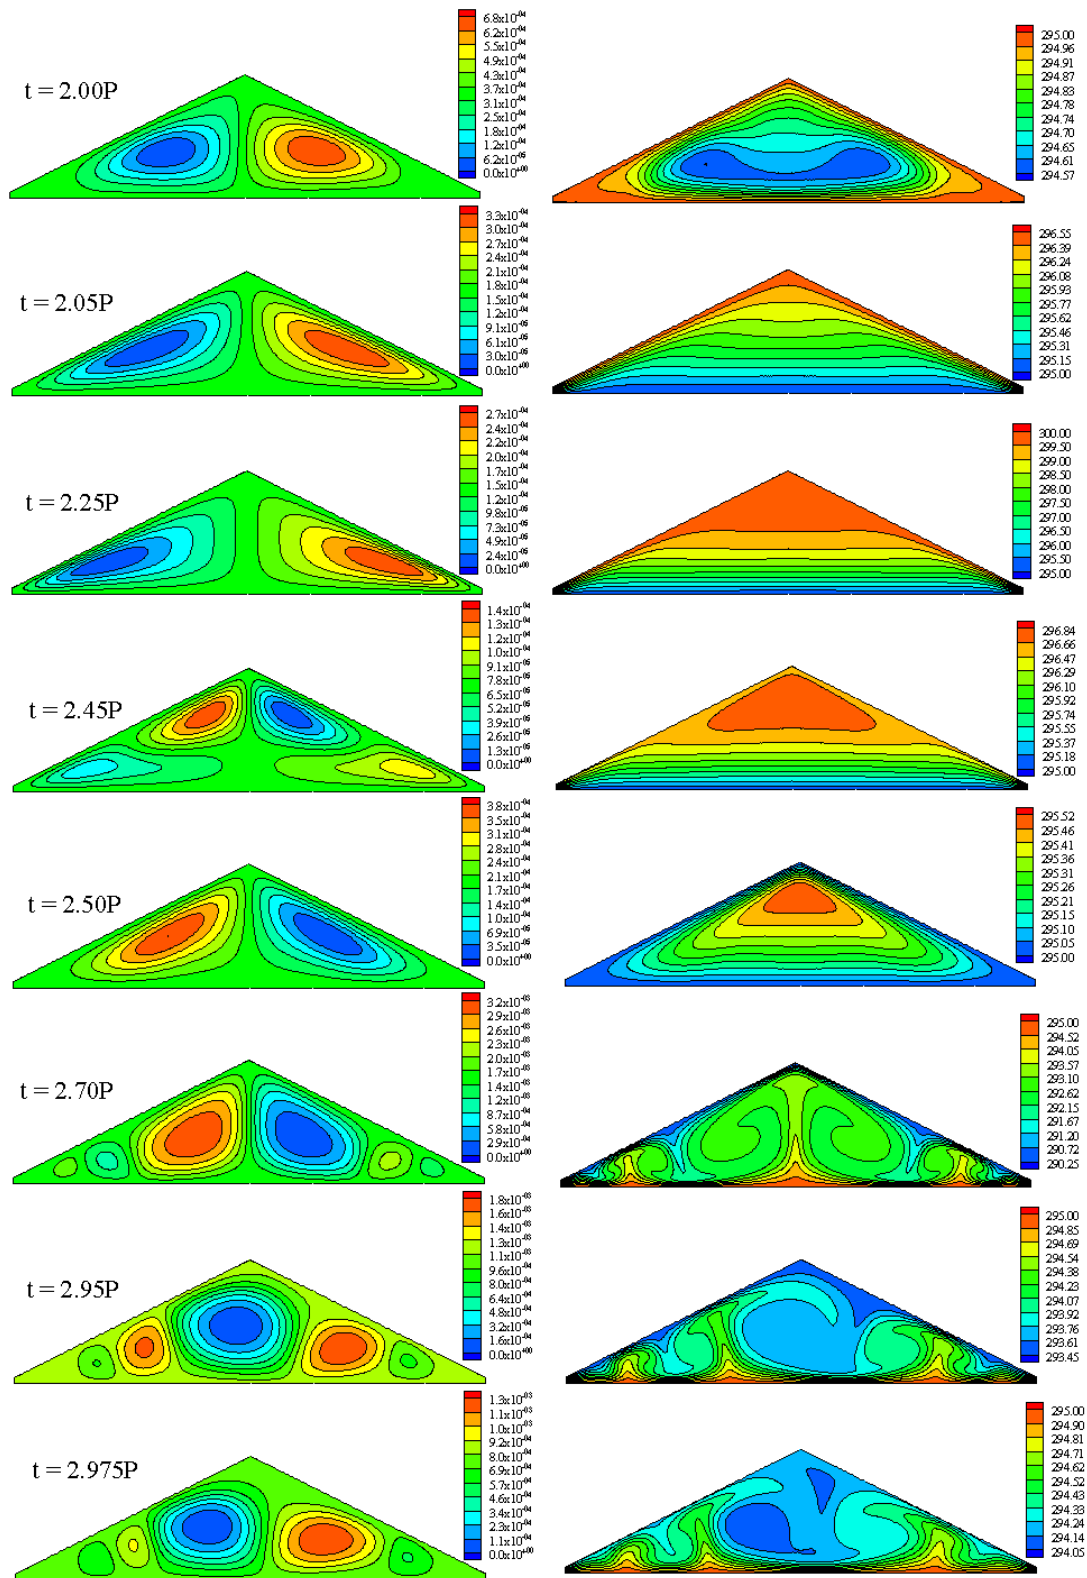 6.8x10⁻⁰⁴
6.2x10⁻⁰⁴
5.5x10⁻⁰⁴
4.9x10⁻⁰⁴
4.3x10⁻⁰⁴
3.7x10⁻⁰⁴
3.1x10⁻⁰⁴
2.5x10⁻⁰⁴
1.8x10⁻⁰⁴
1.2x10⁻⁰⁴
6.2x10⁻⁰⁵
0.0x10⁺⁰⁰
t = 2.00P
295.00
294.96
294.91
294.87
294.83
294.78
294.74
294.70
294.65
294.61
294.57
3.3x10⁻⁰⁴
3.0x10⁻⁰⁴
2.7x10⁻⁰⁴
2.4x10⁻⁰⁴
2.1x10⁻⁰⁴
1.8x10⁻⁰⁴
1.5x10⁻⁰⁴
1.2x10⁻⁰⁴
9.1x10⁻⁰⁵
6.1x10⁻⁰⁵
3.0x10⁻⁰⁵
0.0x10⁺⁰⁰
t = 2.05P
296.55
296.39
296.24
296.08
295.93
295.77
295.62
295.46
295.31
295.15
295.00
2.7x10⁻⁰⁴
2.4x10⁻⁰⁴
2.2x10⁻⁰⁴
2.0x10⁻⁰⁴
1.7x10⁻⁰⁴
1.5x10⁻⁰⁴
1.2x10⁻⁰⁴
9.8x10⁻⁰⁵
7.3x10⁻⁰⁵
4.9x10⁻⁰⁵
2.4x10⁻⁰⁵
0.0x10⁺⁰⁰
t = 2.25P
300.00
299.50
299.00
298.50
298.00
297.50
297.00
296.50
296.00
295.50
295.00
1.4x10⁻⁰⁴
1.3x10⁻⁰⁴
1.2x10⁻⁰⁴
1.0x10⁻⁰⁴
9.1x10⁻⁰⁵
7.8x10⁻⁰⁵
6.5x10⁻⁰⁵
5.2x10⁻⁰⁵
3.9x10⁻⁰⁵
2.6x10⁻⁰⁵
1.3x10⁻⁰⁵
0.0x10⁺⁰⁰
t = 2.45P
296.84
296.66
296.47
296.29
296.10
295.92
295.74
295.55
295.37
295.18
295.00
3.8x10⁻⁰⁴
3.5x10⁻⁰⁴
3.1x10⁻⁰⁴
2.8x10⁻⁰⁴
2.4x10⁻⁰⁴
2.1x10⁻⁰⁴
1.7x10⁻⁰⁴
1.4x10⁻⁰⁴
1.0x10⁻⁰⁴
6.9x10⁻⁰⁵
3.5x10⁻⁰⁵
0.0x10⁺⁰⁰
t = 2.50P
295.52
295.46
295.41
295.36
295.31
295.26
295.21
295.15
295.10
295.05
295.00
3.2x10⁻⁰³
2.9x10⁻⁰³
2.6x10⁻⁰³
2.3x10⁻⁰³
2.0x10⁻⁰³
1.7x10⁻⁰³
1.4x10⁻⁰³
1.2x10⁻⁰³
8.7x10⁻⁰⁴
5.8x10⁻⁰⁴
2.9x10⁻⁰⁴
0.0x10⁺⁰⁰
t = 2.70P
295.00
294.52
294.05
293.57
293.10
292.62
292.15
291.67
291.20
290.72
290.25
1.8x10⁻⁰³
1.6x10⁻⁰³
1.4x10⁻⁰³
1.3x10⁻⁰³
1.1x10⁻⁰³
9.6x10⁻⁰⁴
8.0x10⁻⁰⁴
6.4x10⁻⁰⁴
4.8x10⁻⁰⁴
3.2x10⁻⁰⁴
1.6x10⁻⁰⁴
0.0x10⁺⁰⁰
t = 2.95P
295.00
294.85
294.69
294.54
294.38
294.23
294.07
293.92
293.76
293.61
293.45
1.3x10⁻⁰³
1.1x10⁻⁰³
1.0x10⁻⁰³
9.2x10⁻⁰⁴
8.0x10⁻⁰⁴
6.9x10⁻⁰⁴
5.7x10⁻⁰⁴
4.6x10⁻⁰⁴
3.4x10⁻⁰⁴
2.3x10⁻⁰⁴
1.1x10⁻⁰⁴
0.0x10⁺⁰⁰
t = 2.975P
295.00
294.90
294.81
294.71
294.62
294.52
294.43
294.33
294.24
294.14
294.05